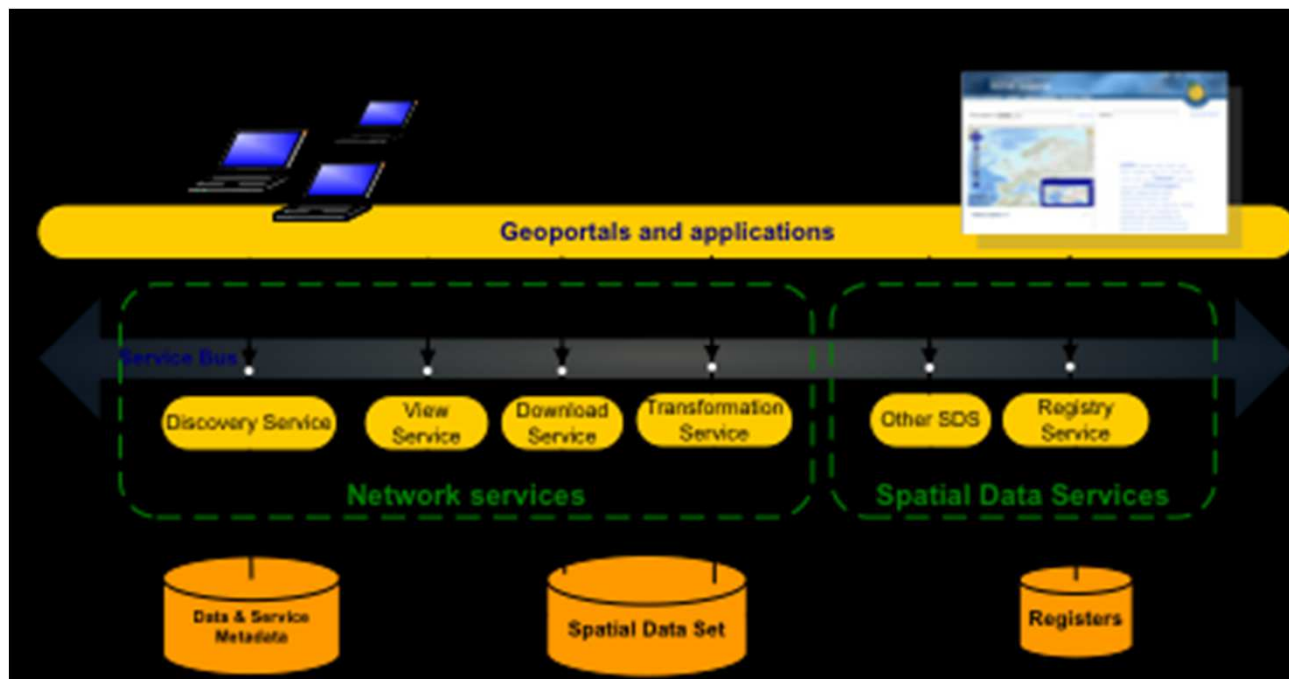 Geoportals and applications
Service Bus
Discovery Service
View
Service
Download
Service
Transformation
Service
Other SDS
Registry
Service
Network services
Spatial Data Services
Data & Service
Metadata
Spatial Data Set
Registers